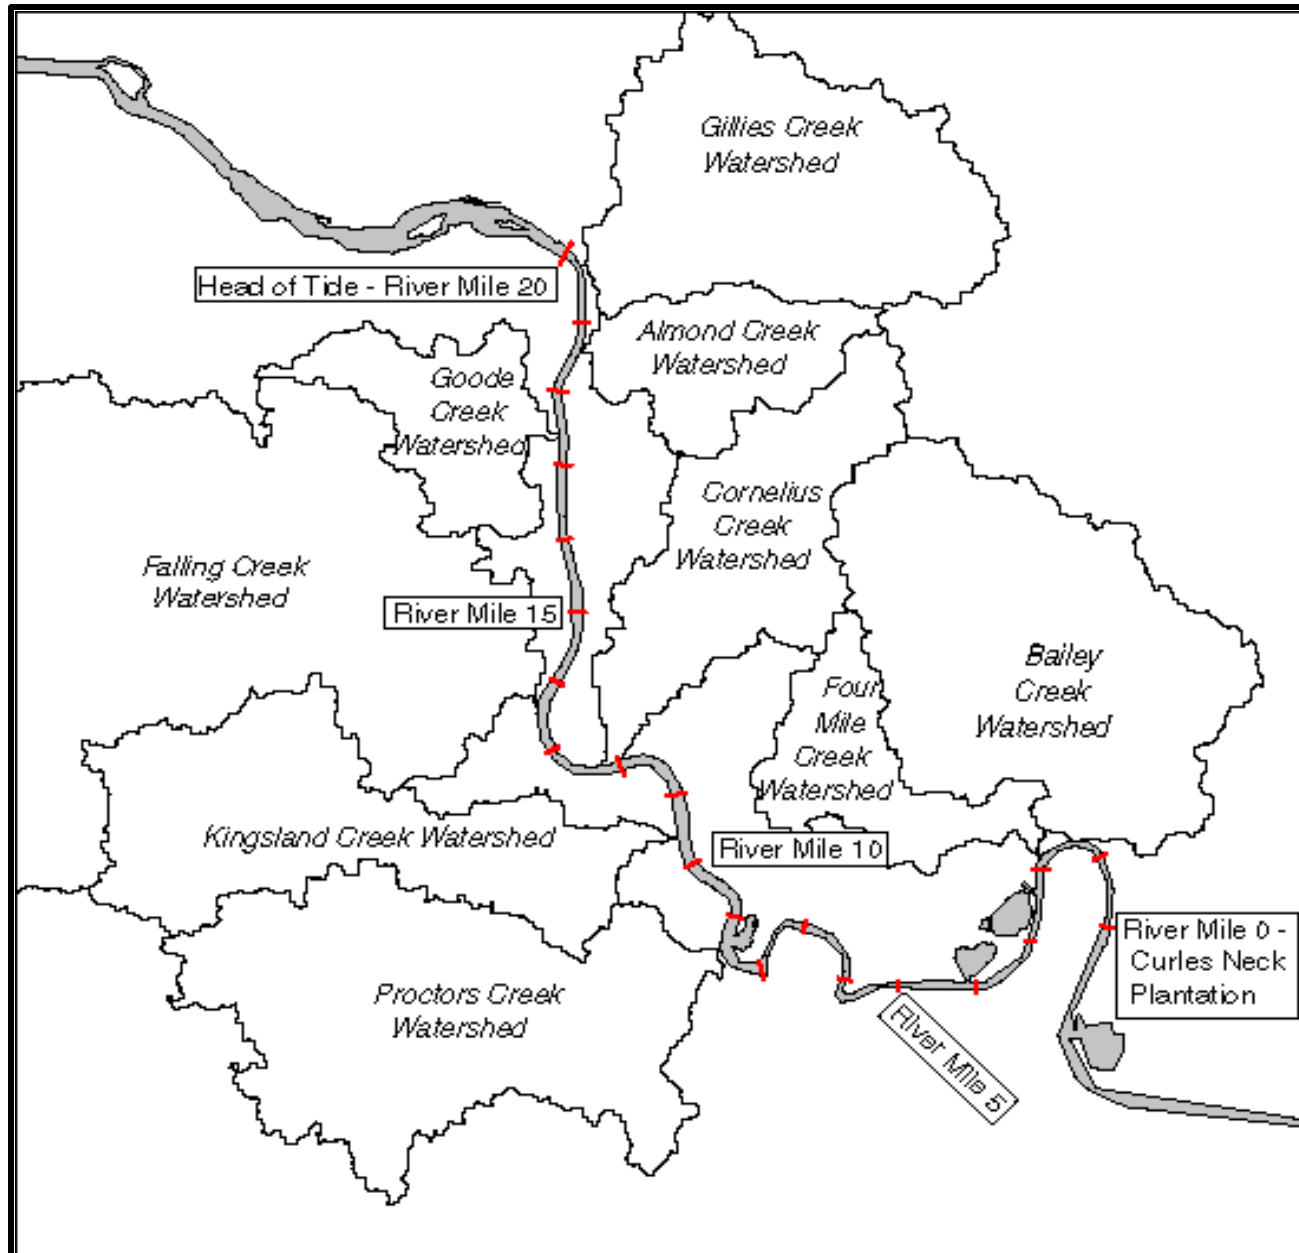 Gillies Creek
Watershed
Head of Tide - River Mile 20
Almond Creek
Watershed
Goode
Creek
Watershed
Cornelius
Creek
Watershed
Falling Creek
Watershed
River Mile 15
Bailey
Creek
Watershed
Four
Mile
Creek
Watershed
Kingsland Creek Watershed
River Mile 10
River Mile 0 -
Curles Neck
Plantation
Proctors Creek
Watershed
River Mile 5